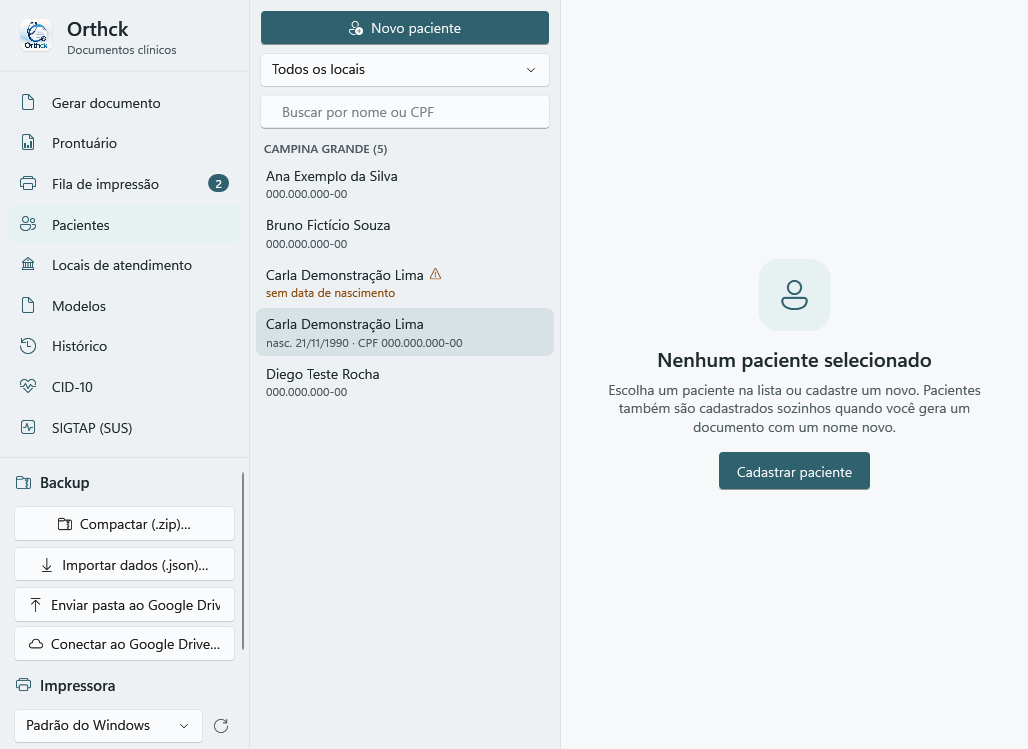 Orthck
Orthck
Documentos clínicos
Gerar documento
Prontuário
Fila de impressão 2
Pacientes
Locais de atendimento
Modelos
Histórico
CID-10
SIGTAP (SUS)
Backup
Compactar (.zip)...
Importar dados (.json)...
Enviar pasta ao Google Driv
Conectar ao Google Drive...
Impressora
Padrão do Windows
Novo paciente
Todos os locais
Buscar por nome ou CPF
CAMPINA GRANDE (5)
Ana Exemplo da Silva
000.000.000-00
Bruno Fictício Souza
000.000.000-00
Carla Demonstração Lima
sem data de nascimento
Carla Demonstração Lima
nasc. 21/11/1990 · CPF 000.000.000-00
Diego Teste Rocha
000.000.000-00
Nenhum paciente selecionado
Escolha um paciente na lista ou cadastre um novo. Pacientes
também são cadastrados sozinhos quando você gera um
documento com um nome novo.
Cadastrar paciente